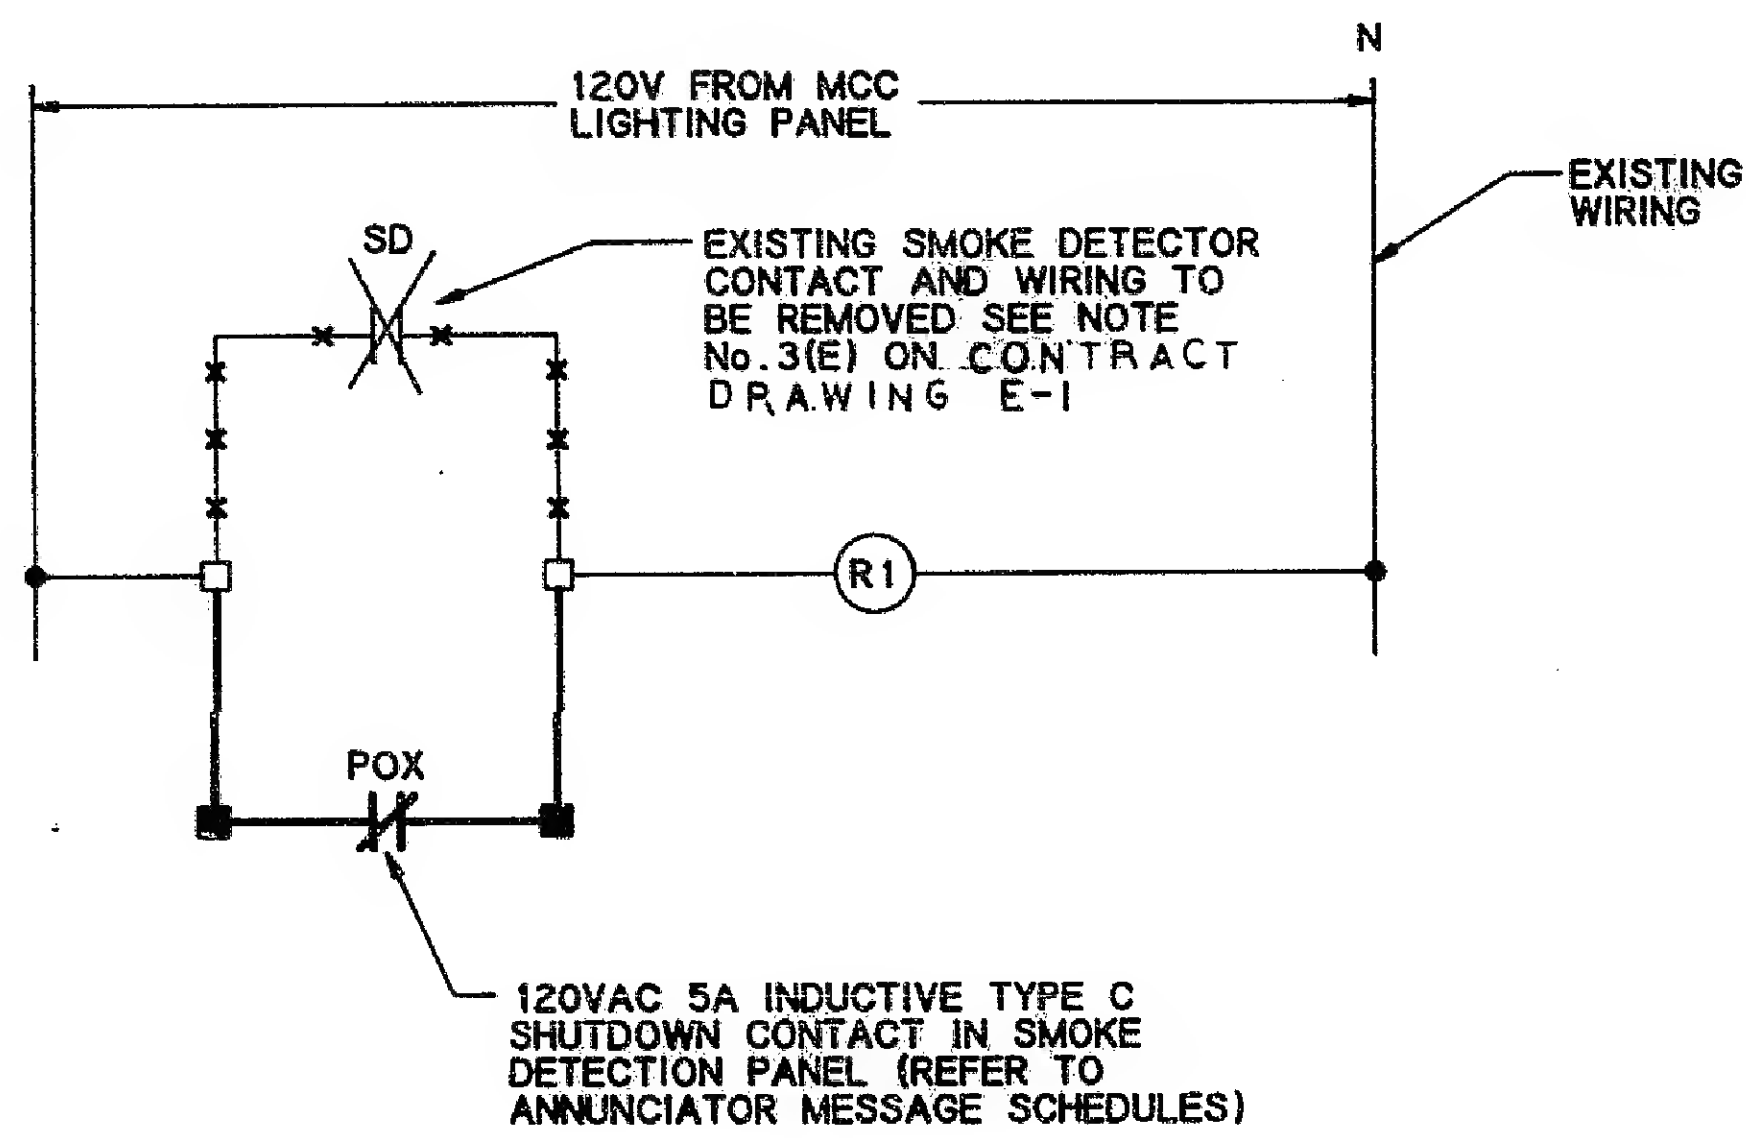 N
120V FROM MCC
LIGHTING PANEL
EXISTING
WIRING
SD
EXISTING SMOKE DETECTOR
CONTACT AND WIRING TO
BE REMOVED SEE NOTE
No.3(E) ON CONTRACT
DRAWING E-1
R1
POX
120VAC 5A INDUCTIVE TYPE C
SHUTDOWN CONTACT IN SMOKE
DETECTION PANEL (REFER TO
ANNUNCIATOR MESSAGE SCHEDULES)